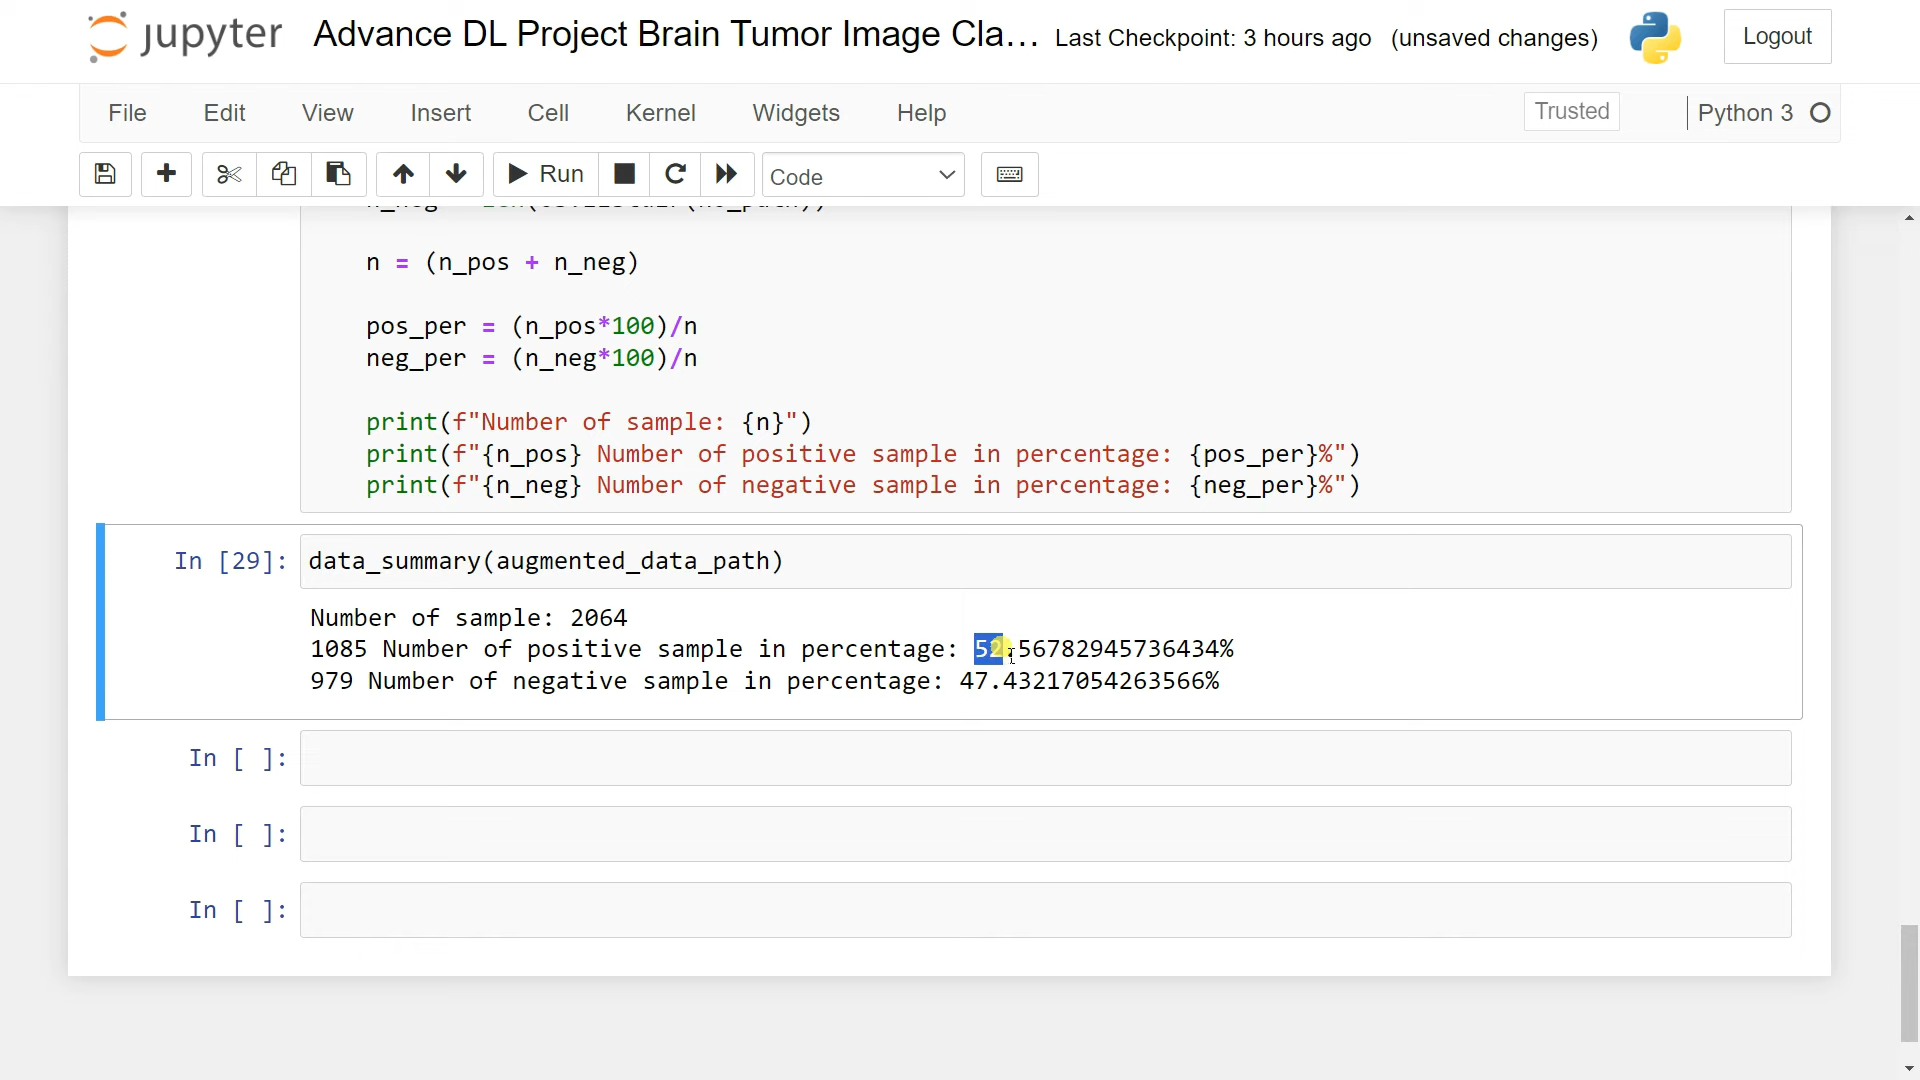 jupyter Advance DL Project Brain Tumor Image Cla... Last Checkpoint: 3 hours ago (unsaved changes) Logout
File Edit View Insert Cell Kernel Widgets Help Trusted Python 3
Run Code
n = (n_pos + n_neg)
pos_per = (n_pos*100)/n
neg_per = (n_neg*100)/n
print(f"Number of sample: {n}")
print(f"{n_pos} Number of positive sample in percentage: {pos_per}%")
print(f"{n_neg} Number of negative sample in percentage: {neg_per}%")
In [29]: data_summary(augmented_data_path)
Number of sample: 2064
1085 Number of positive sample in percentage: 52.56782945736434%
979 Number of negative sample in percentage: 47.43217054263566%
In [ ]:
In [ ]:
In [ ]: